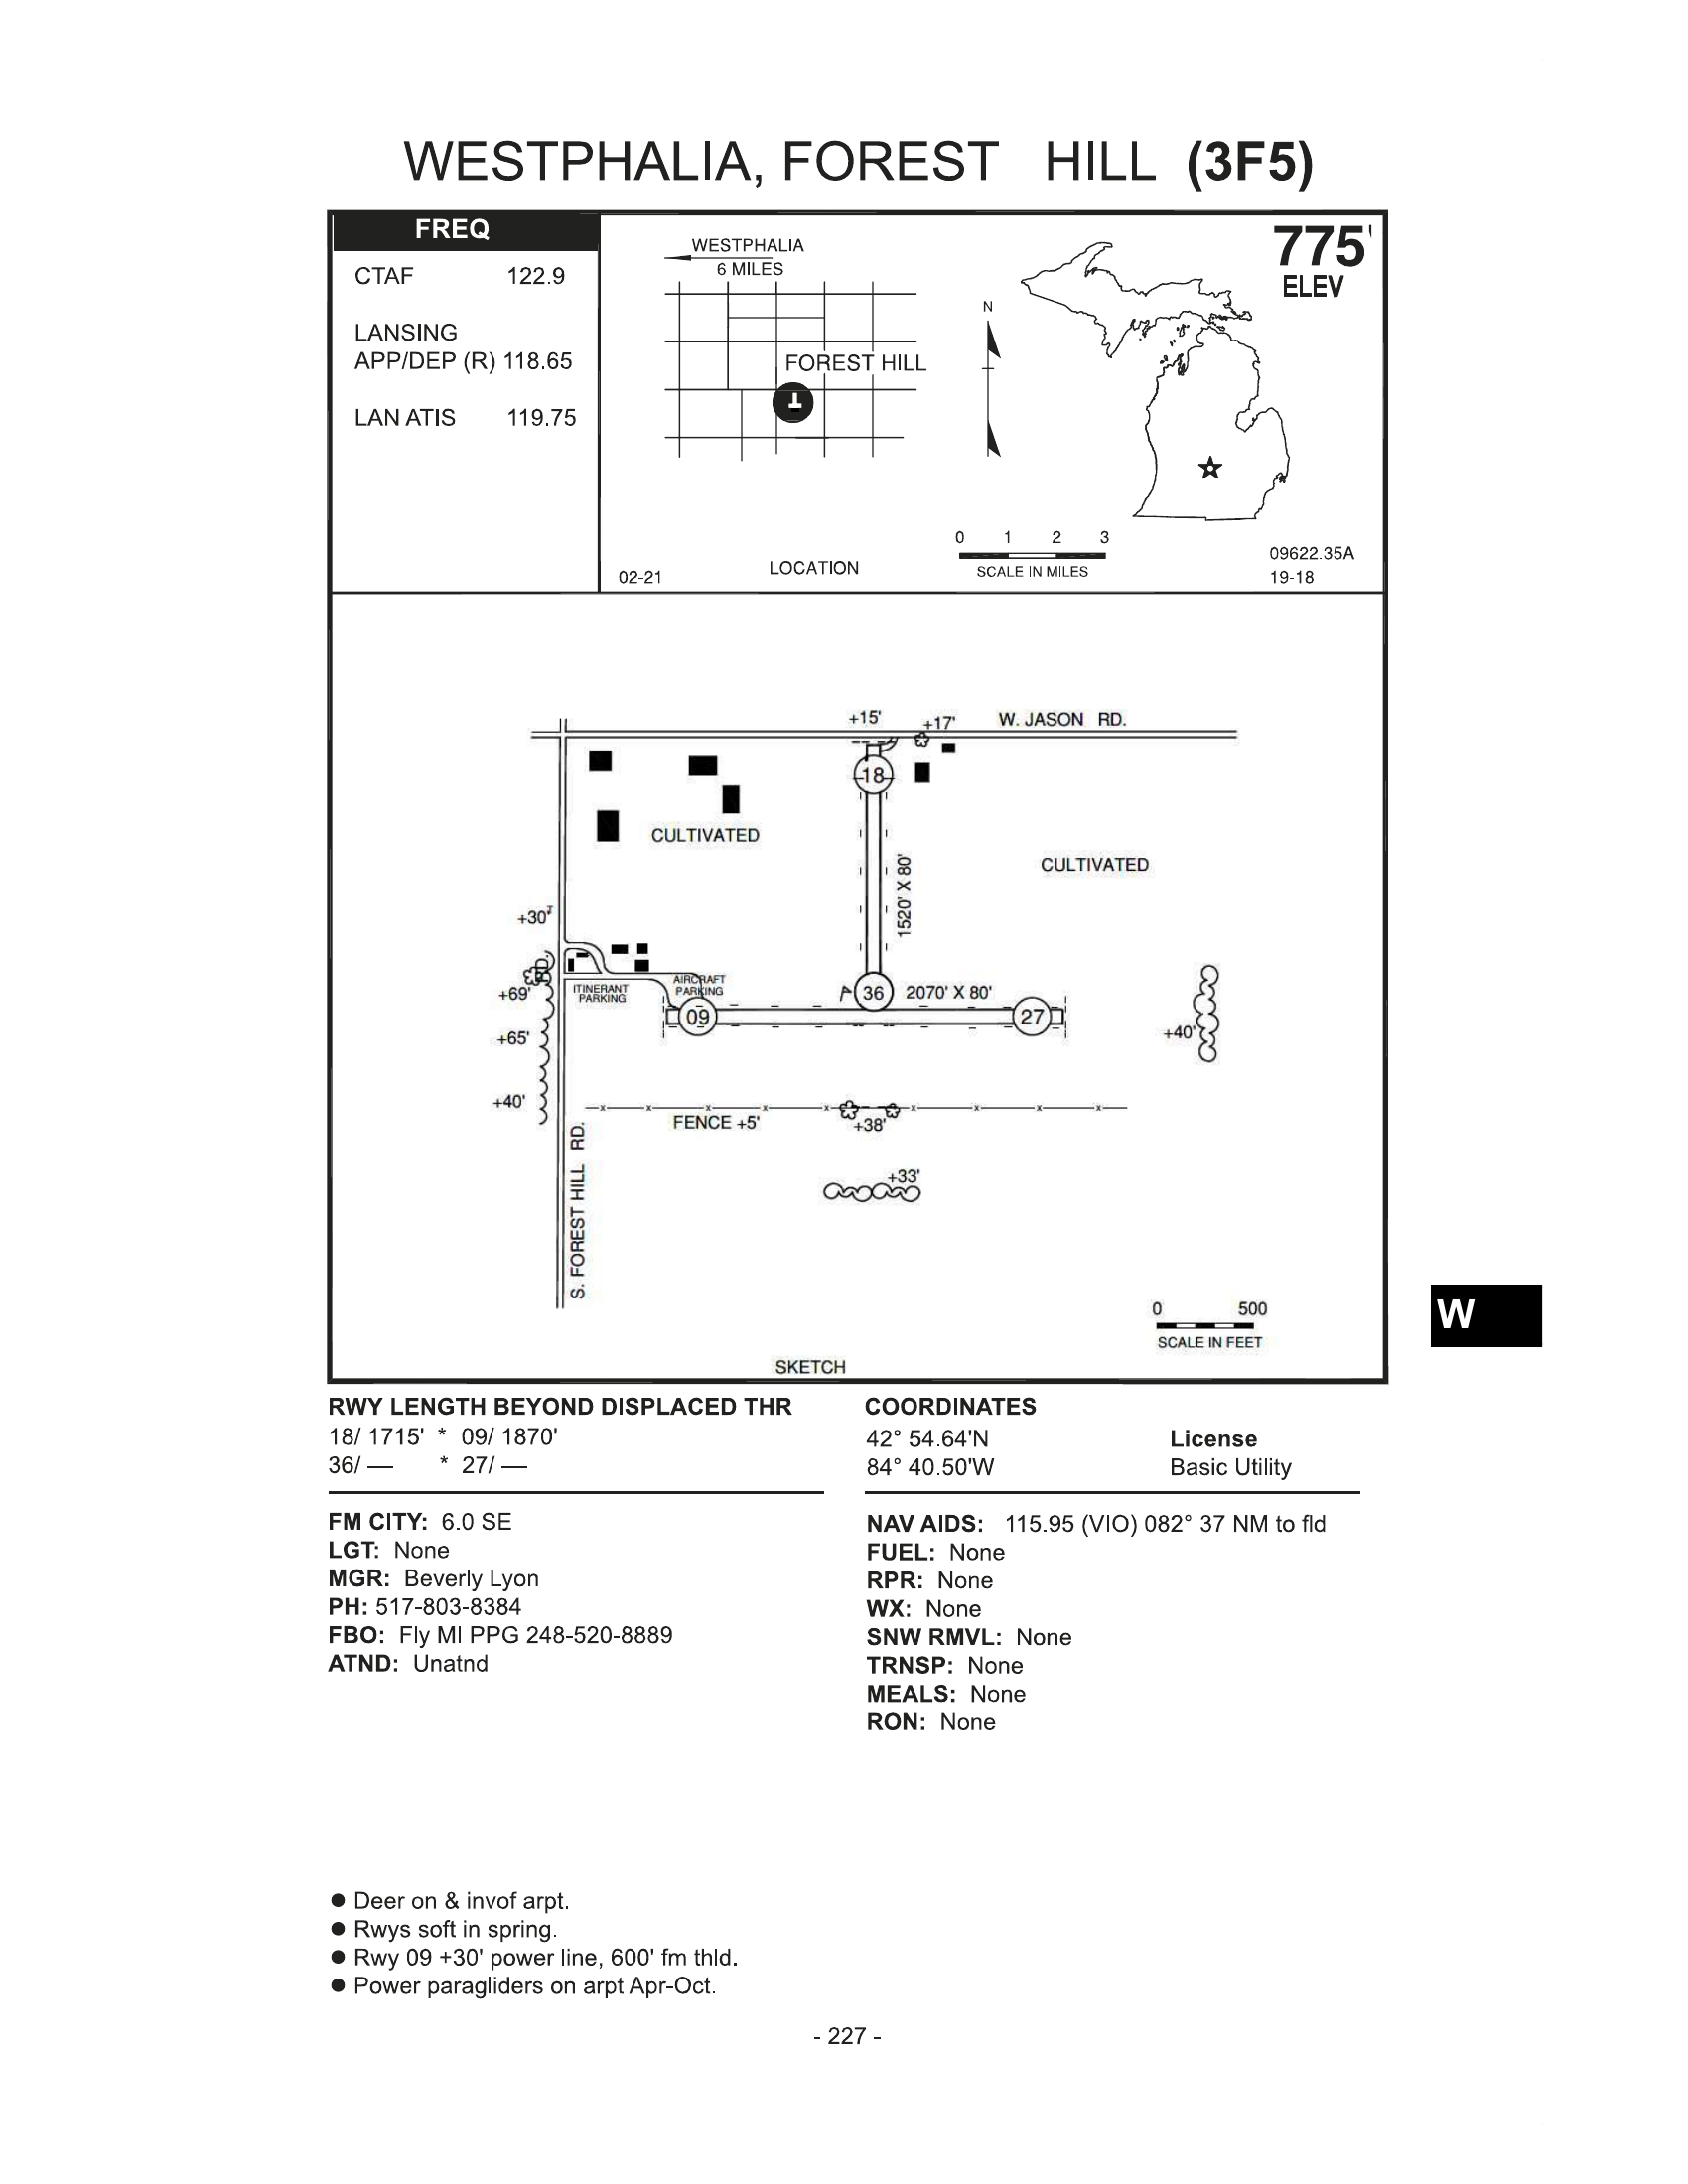 WESTPHALIA, FOREST HILL (3F5)
FREQ
CTAF 122.9
LANSING
APP/DEP (R) 118.65
LAN ATIS 119.75
WESTPHALIA
6 MILES
FOREST HILL
N
775'
ELEV
0 1 2 3
SCALE IN MILES
LOCATION
02-21
09622.35A
19-18
+15'
+17'
W. JASON RD.
18
CULTIVATED
CULTIVATED
1520' X 80'
+30'
T
RD.
+69'
ITINERANT
PARKING
AIRCRAFT
PARKING
36
2070' X 80'
09
27
+65'
+40'
+40'
FENCE +5'
+38'
+33'
S. FOREST HILL RD.
0 500
SCALE IN FEET
SKETCH
W
RWY LENGTH BEYOND DISPLACED THR
18/ 1715' * 09/ 1870'
36/ — * 27/ —
COORDINATES
42° 54.64'N
84° 40.50'W
License
Basic Utility
FM CITY: 6.0 SE
LGT: None
MGR: Beverly Lyon
PH: 517-803-8384
FBO: Fly MI PPG 248-520-8889
ATND: Unatnd
NAV AIDS: 115.95 (VIO) 082° 37 NM to fld
FUEL: None
RPR: None
WX: None
SNW RMVL: None
TRNSP: None
MEALS: None
RON: None
● Deer on & invof arpt.
● Rwys soft in spring.
● Rwy 09 +30' power line, 600' fm thld.
● Power paragliders on arpt Apr-Oct.
- 227 -